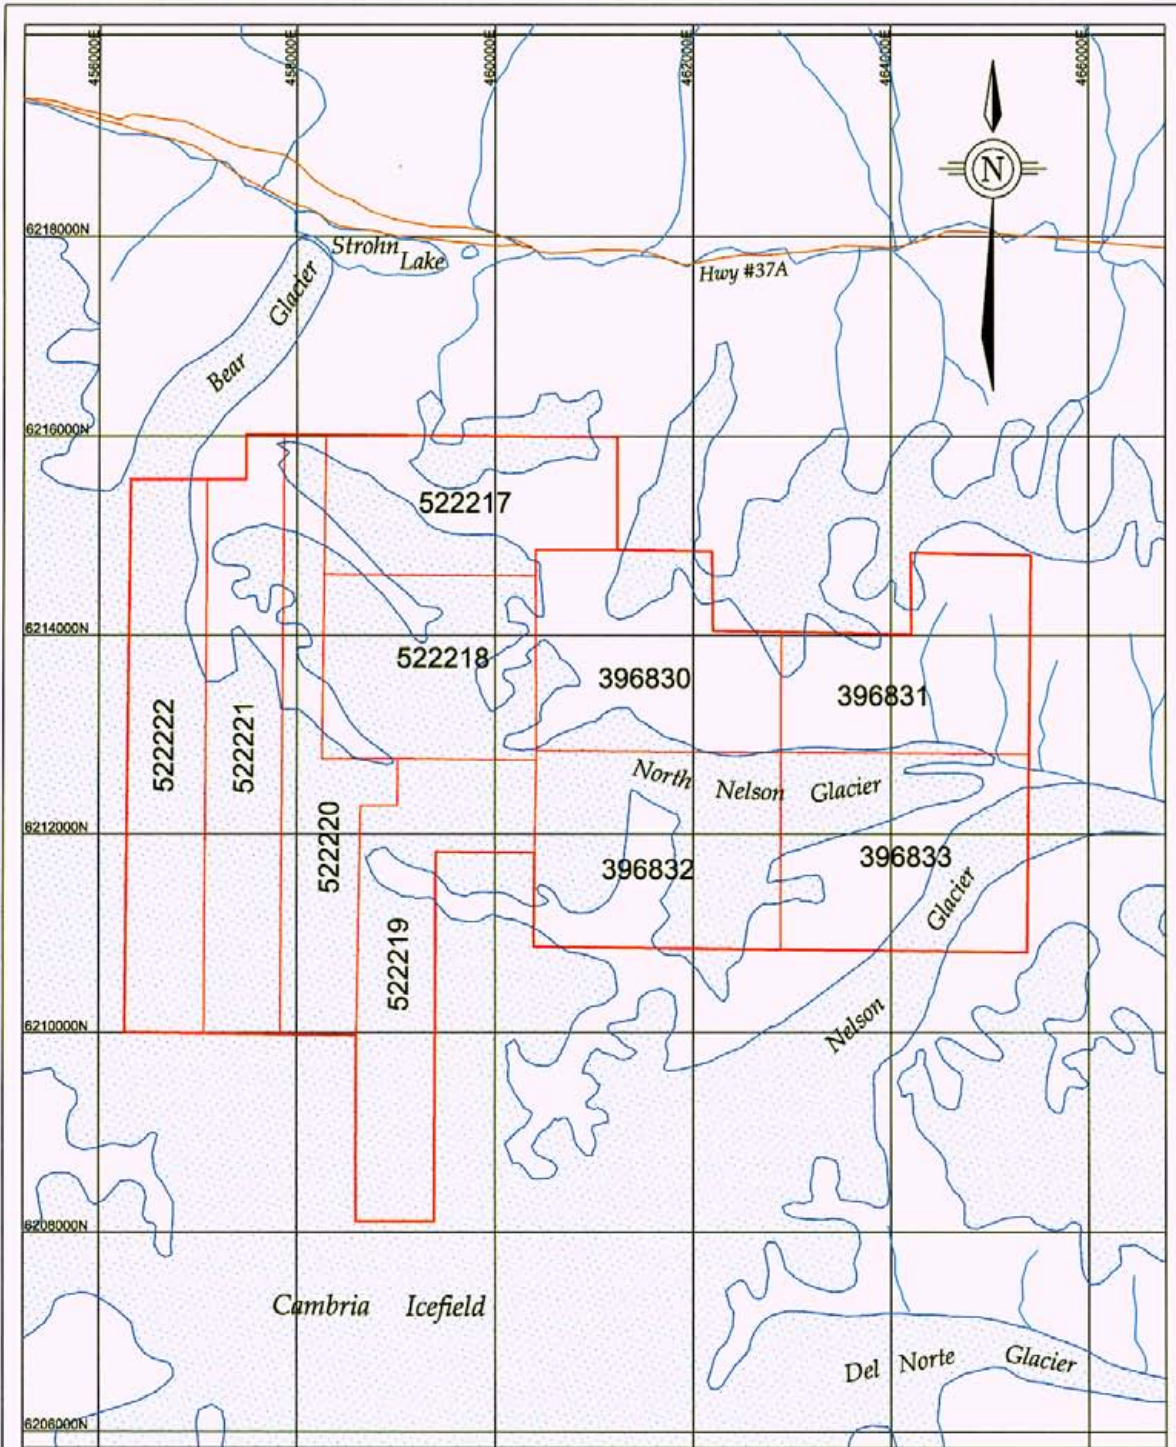 456000E
458000E
460000E
462000E
464000E
466000E
N
6218000N
Strohn
Lake
Hwy #37A
Bear Glacier
6216000N
522217
6214000N
522218
396830
396831
522222
522221
522220
North Nelson Glacier
6212000N
396832
396833
522219
Nelson Glacier
6210000N
6208000N
Cambria Icefield
Del Norte Glacier
6206000N